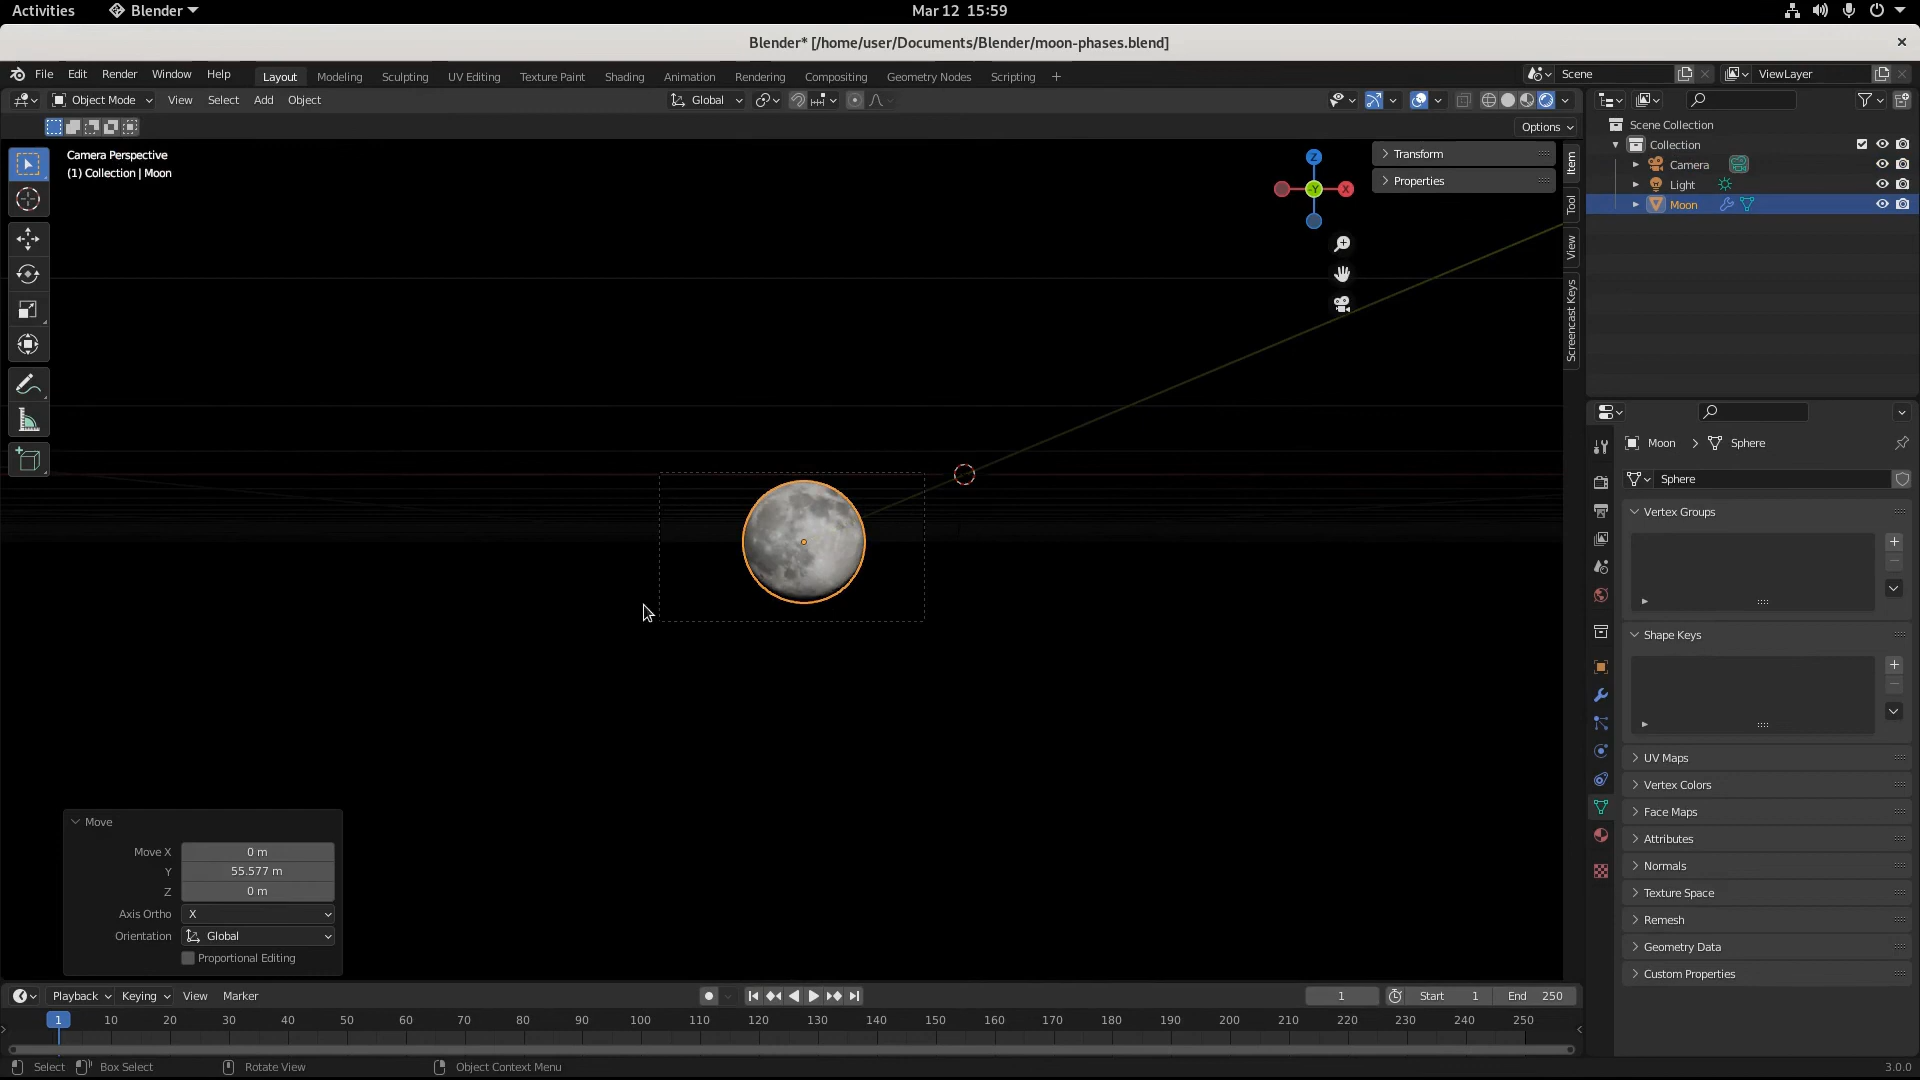 Activities Blender Mar 12 15:59
Blender* [/home/user/Documents/Blender/moon-phases.blend]
File Edit Render Window Help Layout Modeling Sculpting UV Editing Texture Paint Shading Animation Rendering Compositing Geometry Nodes Scripting + Scene ViewLayer
Object Mode View Select Add Object Global
Options
Camera Perspective
(1) Collection | Moon
Z
-Y
X
Transform
Properties
Item
Tool
View
Screencast Keys
Scene Collection
Collection
Camera
Light
Moon
Moon > Sphere
Sphere
Vertex Groups
Shape Keys
UV Maps
Vertex Colors
Face Maps
Attributes
Normals
Texture Space
Remesh
Geometry Data
Custom Properties
Move
Move X 0 m
Y 55.577 m
Z 0 m
Axis Ortho X
Orientation Global
Proportional Editing
Playback Keying View Marker 1 Start 1 End 250
1 10 20 30 40 50 60 70 80 90 100 110 120 130 140 150 160 170 180 190 200 210 220 230 240 250
Select Box Select Rotate View Object Context Menu 3.0.0